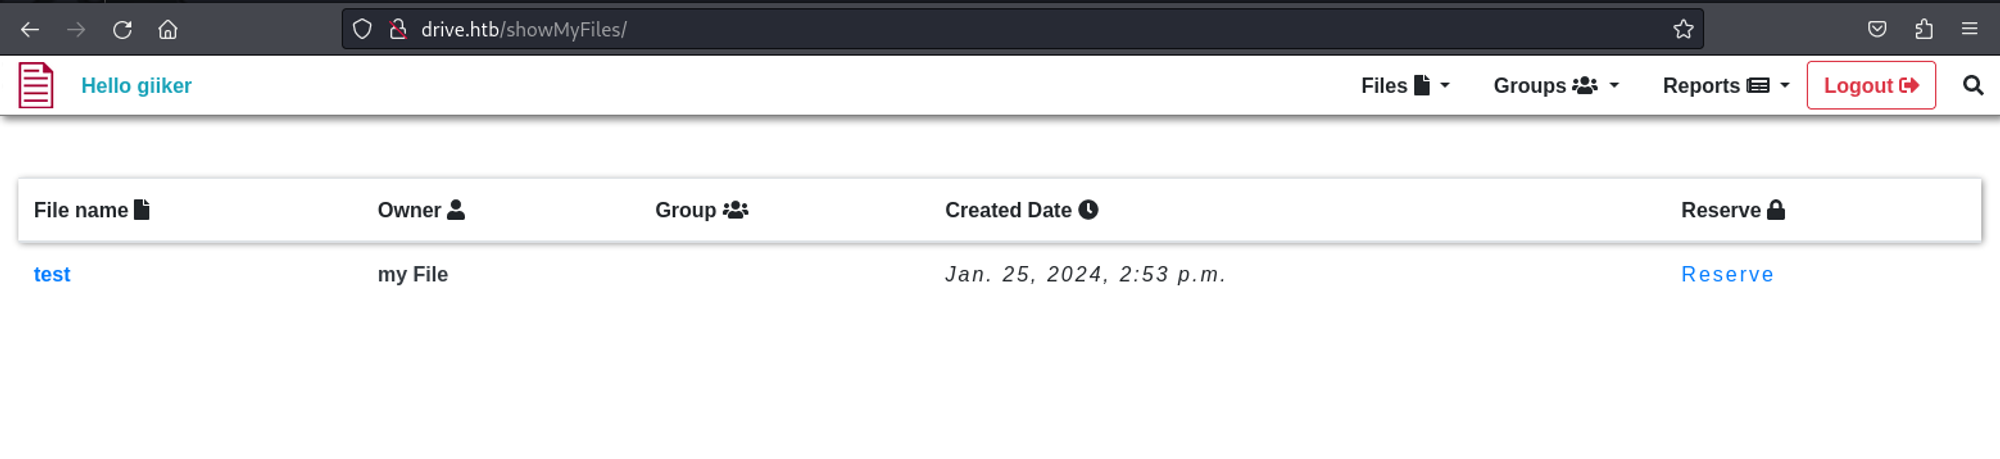 drive.htb/showMyFiles/
Hello giiker Files Groups Reports Logout
File name Owner Group Created Date Reserve
test my File Jan. 25, 2024, 2:53 p.m. Reserve